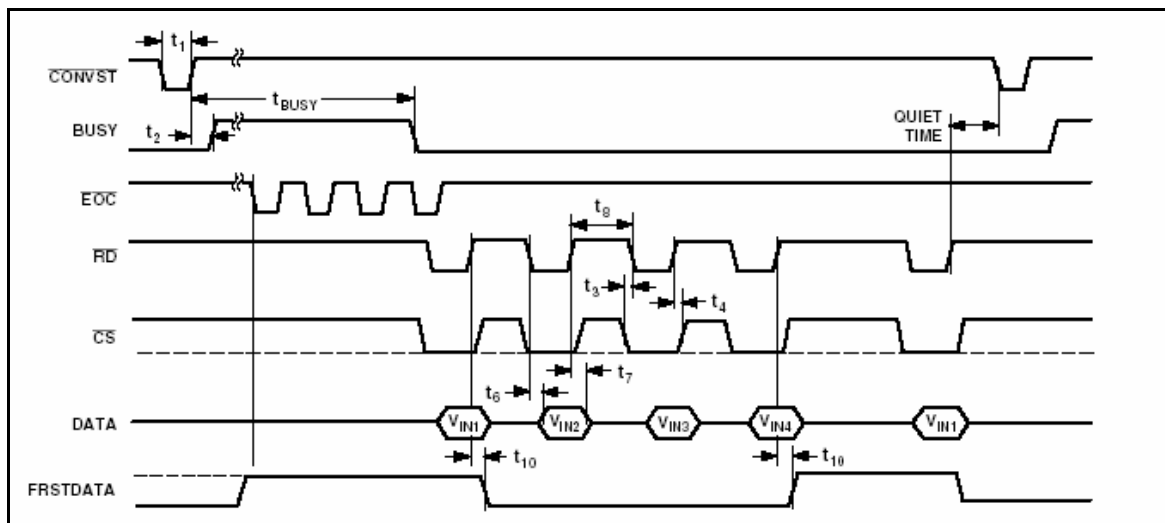 t1
CONVST
tBUSY
BUSY
t2
QUIET
TIME
EOC
t8
RD
t3
t4
CS
t6
t7
DATA
VIN1
VIN2
VIN3
VIN4
VIN1
t10
t10
FRSTDATA